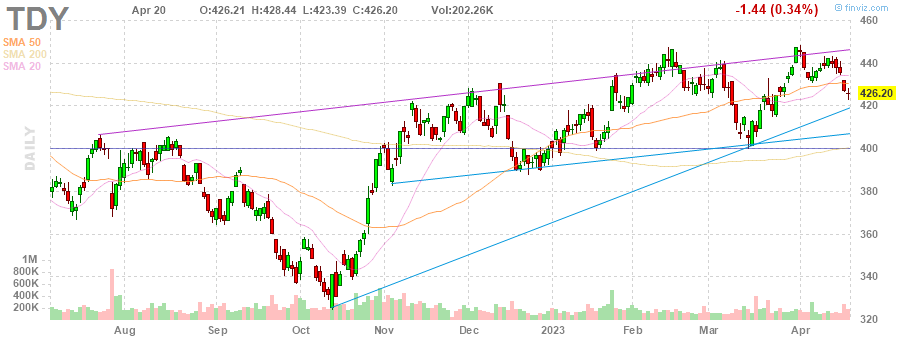 TDY
Apr 20 O:426.21 H:428.44 L:423.39 C:426.20 Vol:202.26K -1.44 (0.34%) © finviz.com
SMA 50
SMA 200
SMA 20
DAILY
460
440
426.20
420
400
380
360
340
320
1M
800K
600K
400K
200K
Aug Sep Oct Nov Dec 2023 Feb Mar Apr